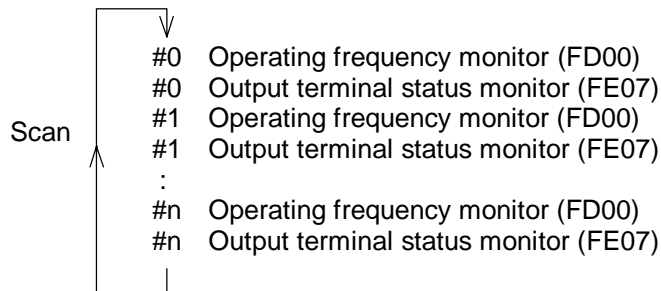 #0 Operating frequency monitor (FD00)
#0 Output terminal status monitor (FE07)
#1 Operating frequency monitor (FD00)
Scan
#1 Output terminal status monitor (FE07)
:
#n Operating frequency monitor (FD00)
#n Output terminal status monitor (FE07)